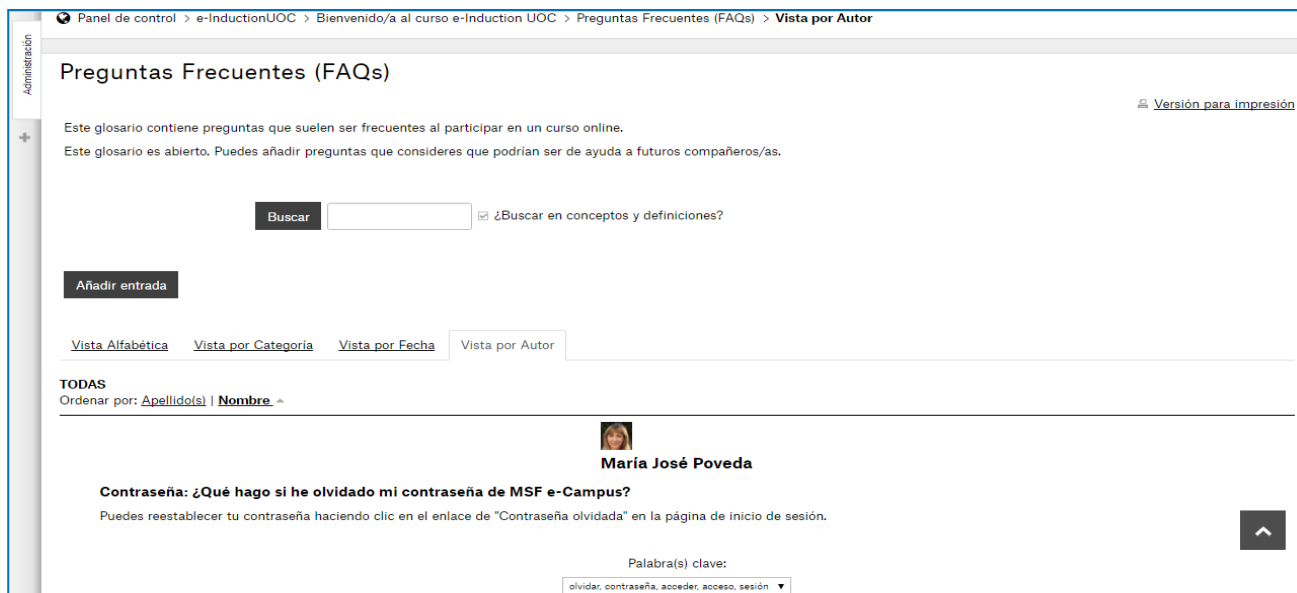 Panel de control > e-InductionUOC > Bienvenido/a al curso e-Induction UOC > Preguntas Frecuentes (FAQs) > Vista por Autor
Administración
Preguntas Frecuentes (FAQs)
Versión para impresión
Este glosario contiene preguntas que suelen ser frecuentes al participar en un curso online.
Este glosario es abierto. Puedes añadir preguntas que consideres que podrían ser de ayuda a futuros compañeros/as.
Buscar ¿Buscar en conceptos y definiciones?
Añadir entrada
Vista Alfabética Vista por Categoría Vista por Fecha Vista por Autor
TODAS
Ordenar por: Apellido(s) | Nombre
María José Poveda
Contraseña: ¿Qué hago si he olvidado mi contraseña de MSF e-Campus?
Puedes reestablecer tu contraseña haciendo clic en el enlace de "Contraseña olvidada" en la página de inicio de sesión.
Palabra(s) clave:
olvidar, contraseña, acceder, acceso, sesión